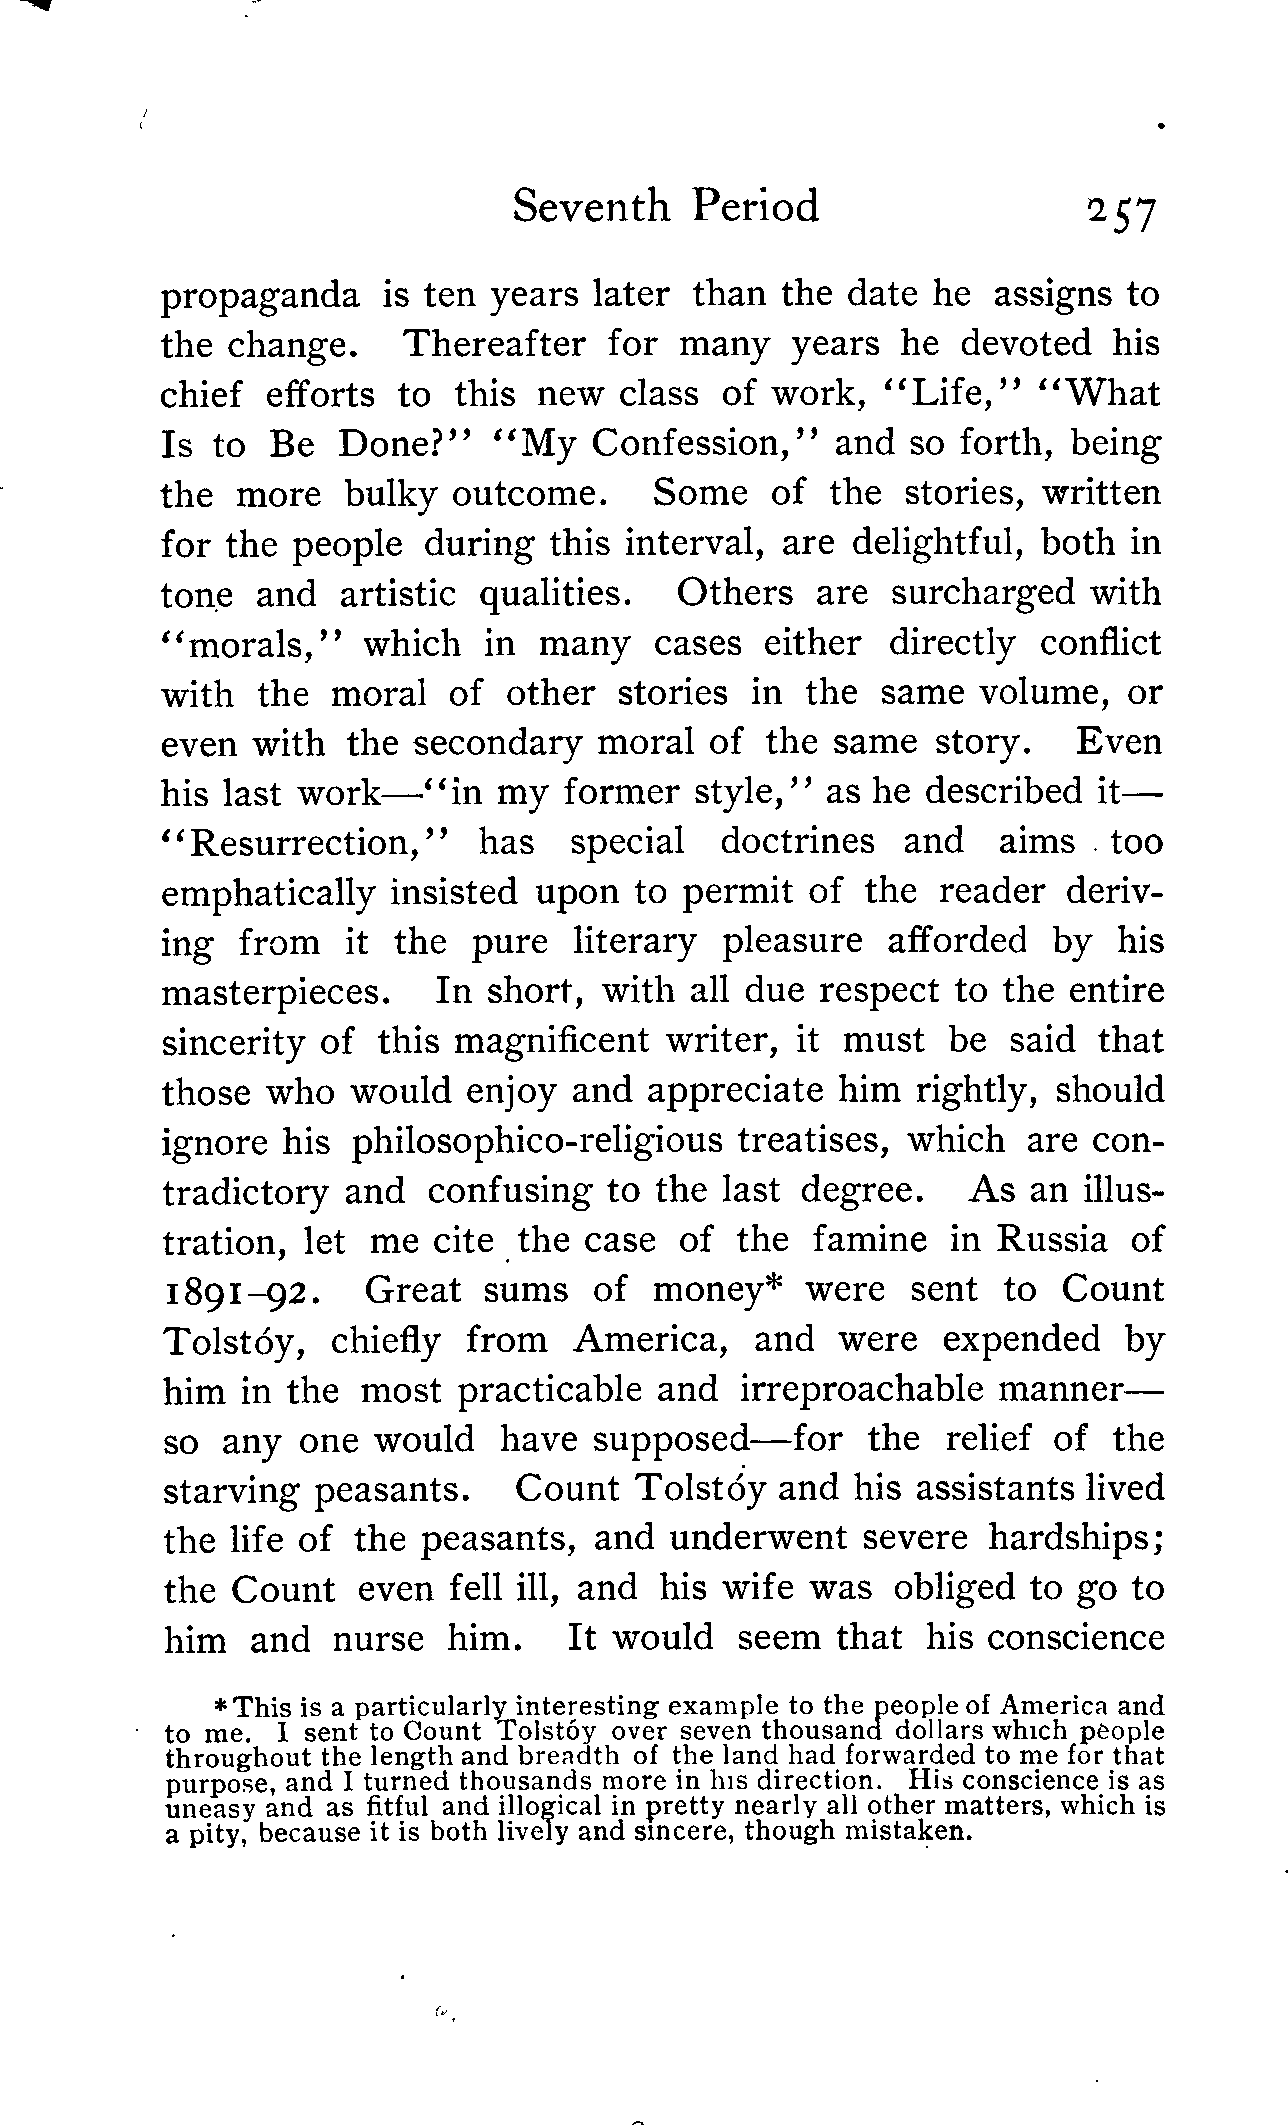 Seventh Period 257
propaganda is ten years later than the date he assigns to
the change. Thereafter for many years he devoted his
chief efforts to this new class of work, "Life," "What
Is to Be Done?" "My Confession," and so forth, being
the more bulky outcome. Some of the stories, written
for the people during this interval, are delightful, both in
tone and artistic qualities. Others are surcharged with
"morals," which in many cases either directly conflict
with the moral of other stories in the same volume, or
even with the secondary moral of the same story. Even
his last work—"in my former style," as he described it—
"Resurrection," has special doctrines and aims too
emphatically insisted upon to permit of the reader deriv-
ing from it the pure literary pleasure afforded by his
masterpieces. In short, with all due respect to the entire
sincerity of this magnificent writer, it must be said that
those who would enjoy and appreciate him rightly, should
ignore his philosophico-religious treatises, which are con-
tradictory and confusing to the last degree. As an illus-
tration, let me cite the case of the famine in Russia of
1891–92. Great sums of money* were sent to Count
Tolstóy, chiefly from America, and were expended by
him in the most practicable and irreproachable manner—
so any one would have supposed—for the relief of the
starving peasants. Count Tolstóy and his assistants lived
the life of the peasants, and underwent severe hardships;
the Count even fell ill, and his wife was obliged to go to
him and nurse him. It would seem that his conscience
*This is a particularly interesting example to the people of America and
to me. I sent to Count Tolstóy over seven thousand dollars which people
throughout the length and breadth of the land had forwarded to me for that
purpose, and I turned thousands more in his direction. His conscience is as
uneasy and as fitful and illogical in pretty nearly all other matters, which is
a pity, because it is both lively and sincere, though mistaken.